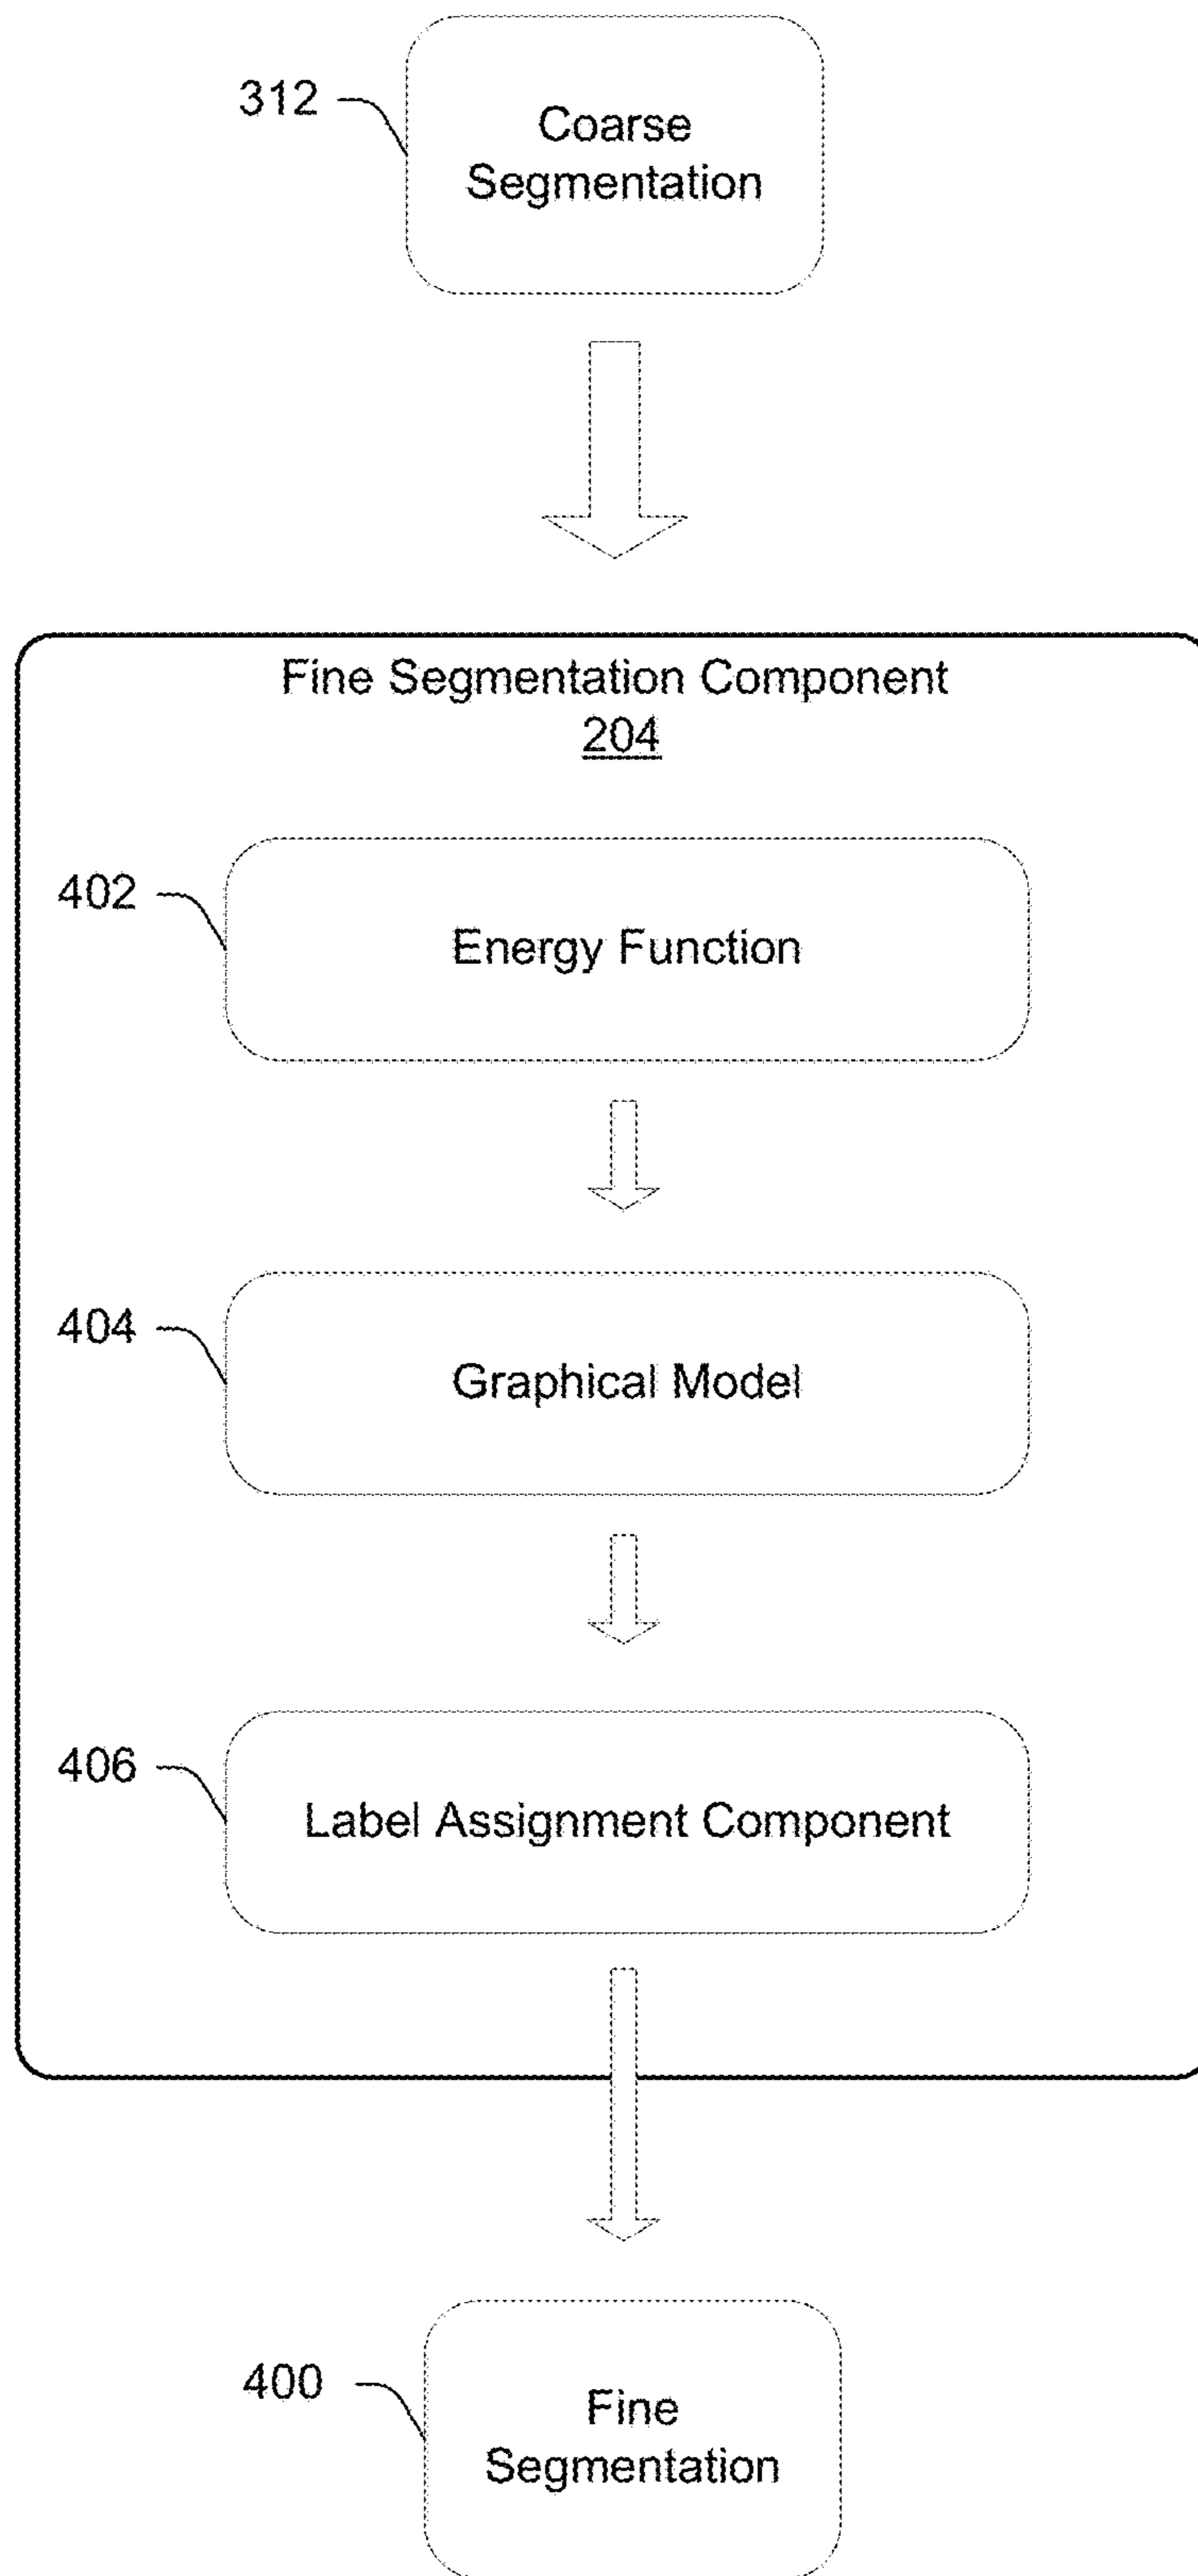 312
Coarse
Segmentation
Fine Segmentation Component
204
402
Energy Function
404
Graphical Model
406
Label Assignment Component
400
Fine
Segmentation